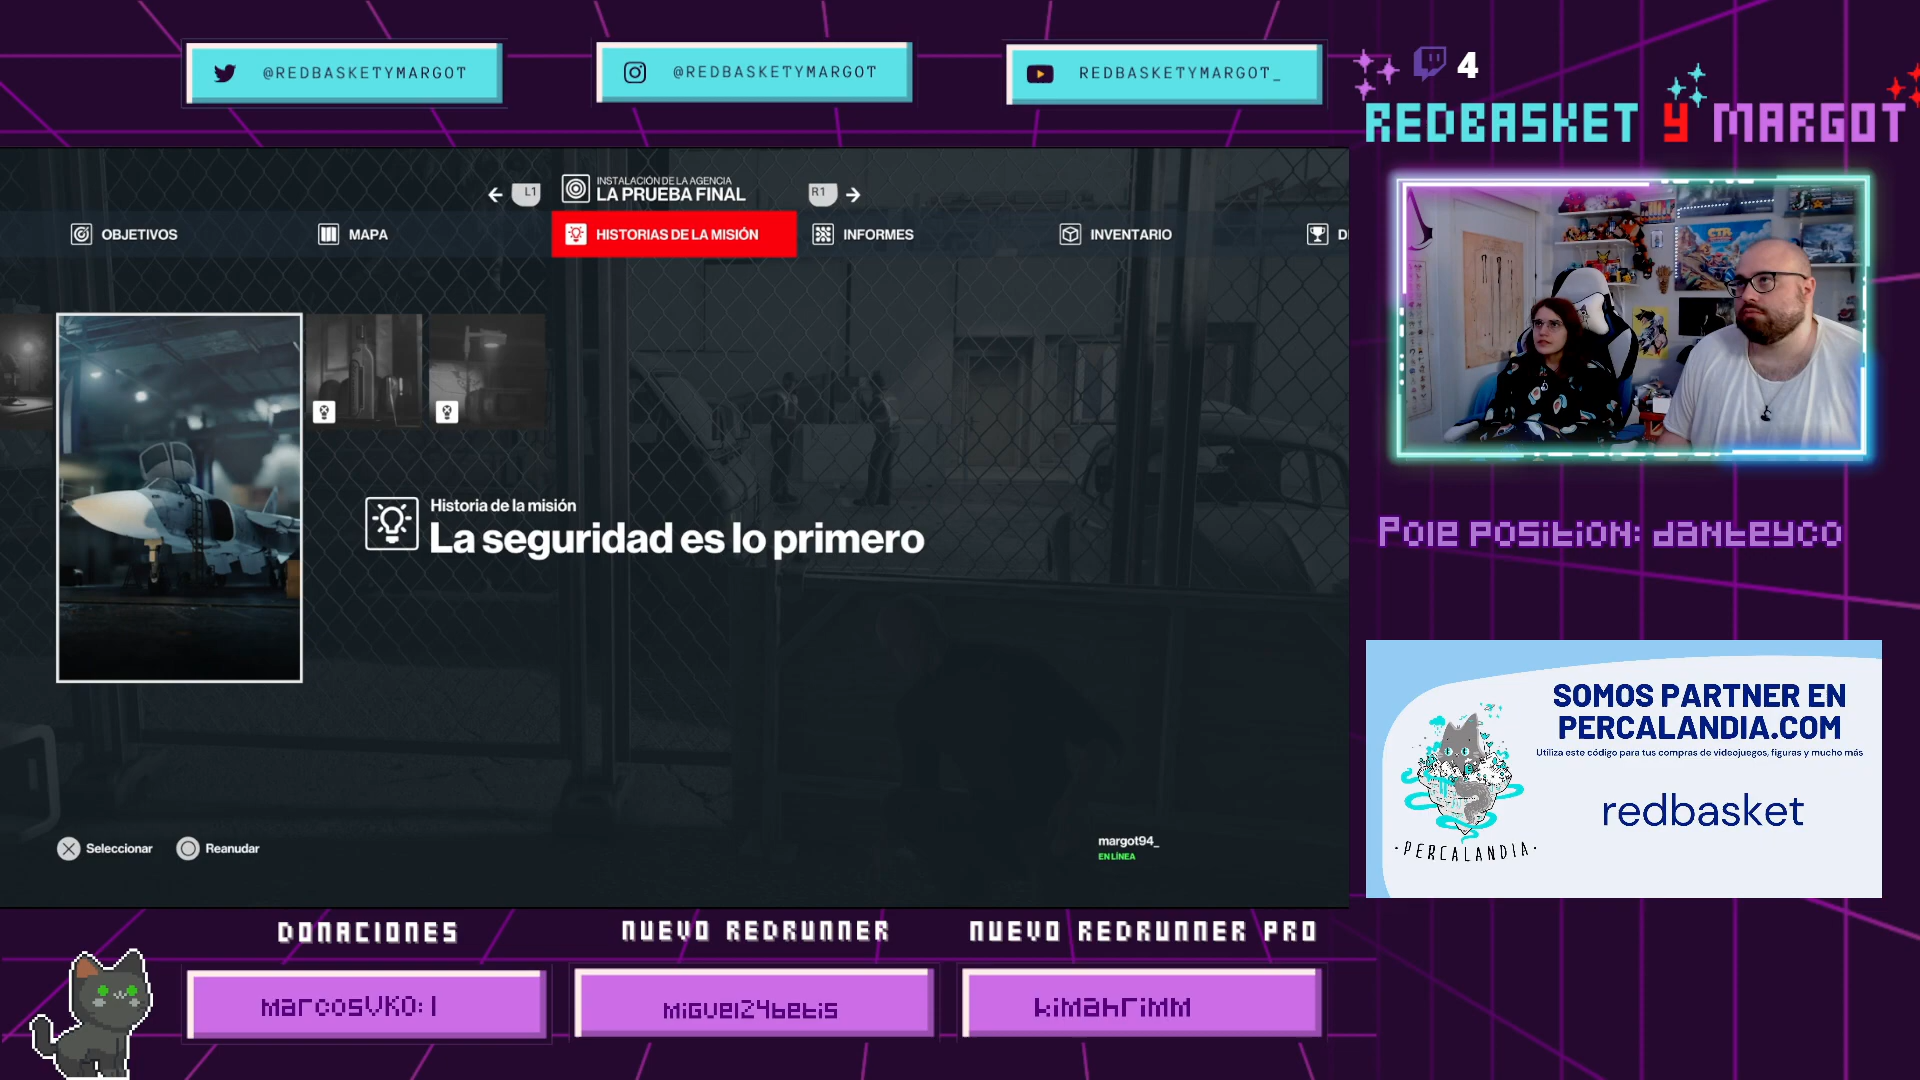 @REDBASKETYMARGOT
@REDBASKETYMARGOT
REDBASKETYMARGOT_
4
REDBASKET Y MARGOT
L1
INSTALACIÓN DE LA AGENCIA
LA PRUEBA FINAL
R1
OBJETIVOS
MAPA
HISTORIAS DE LA MISIÓN
INFORMES
INVENTARIO
D
Historia de la misión
La seguridad es lo primero
Pole Position: danteyco
SOMOS PARTNER EN
PERCALANDIA.COM
Utiliza este código para tus compras de videojuegos, figuras y mucho más
redbasket
·PERCALANDIA·
Seleccionar
Reanudar
margot94_
EN LÍNEA
DONACIONES
NUEVO REDRUNNER
NUEVO REDRUNNER PRO
marcosVKO: 1
miguel24betis
kimahrimm